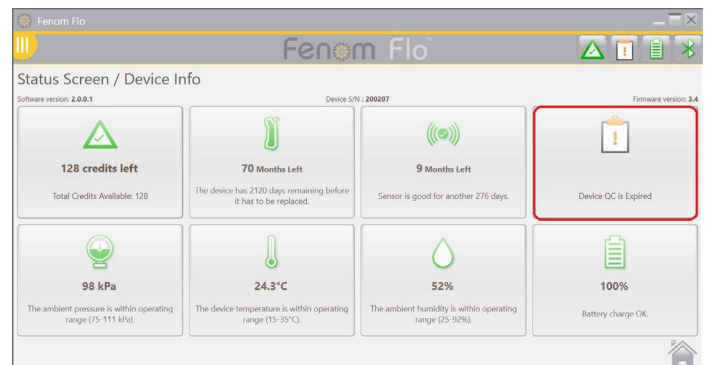 Fenom Flo
Fenom Flo™
Status Screen / Device Info
Software version: 2.0.0.1
Device S/N : 200207
Firmware version: 3.4
128 credits left
Total Credits Available: 128
70 Months Left
The device has 2120 days remaining before
it has to be replaced.
9 Months Left
Sensor is good for another 276 days.
Device QC is Expired
98 kPa
The ambient pressure is within operating
range (75-111 kPa).
24.3°C
The device temperature is within operating
range (15-35°C).
52%
The ambient humidity is within operating
range (25-92%).
100%
Battery charge OK.